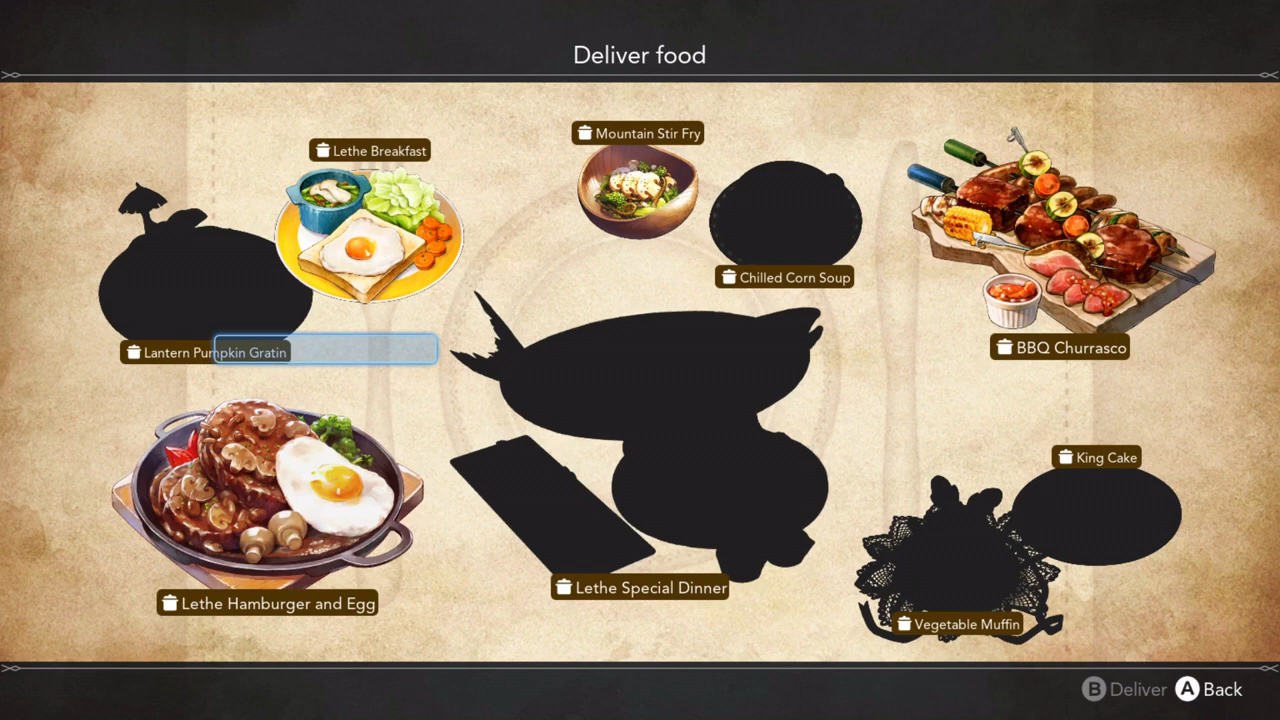 Deliver food
Mountain Stir Fry
Lethe Breakfast
Chilled Corn Soup
BBQ Churrasco
Lantern Pumpkin Gratin
King Cake
Lethe Special Dinner
Lethe Hamburger and Egg
Vegetable Muffin
B Deliver A Back